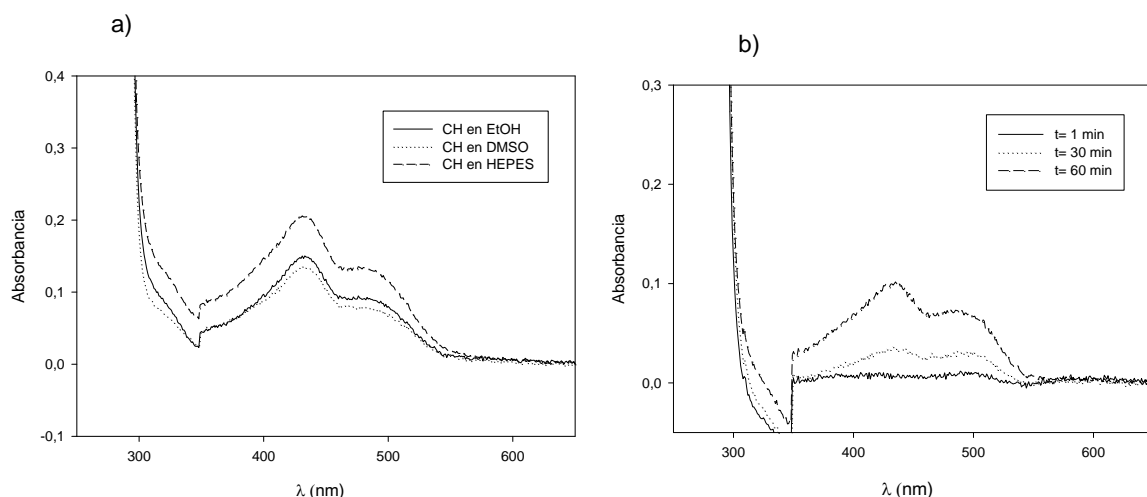 a)
0,4
0,3
0,2
0,1
0,0
-0,1
Absorbancia
CH en EtOH
CH en DMSO
CH en HEPES
300 400 500 600
λ (nm)
b)
0,3
0,2
0,1
0,0
Absorbancia
t= 1 min
t= 30 min
t= 60 min
300 400 500 600
λ (nm)